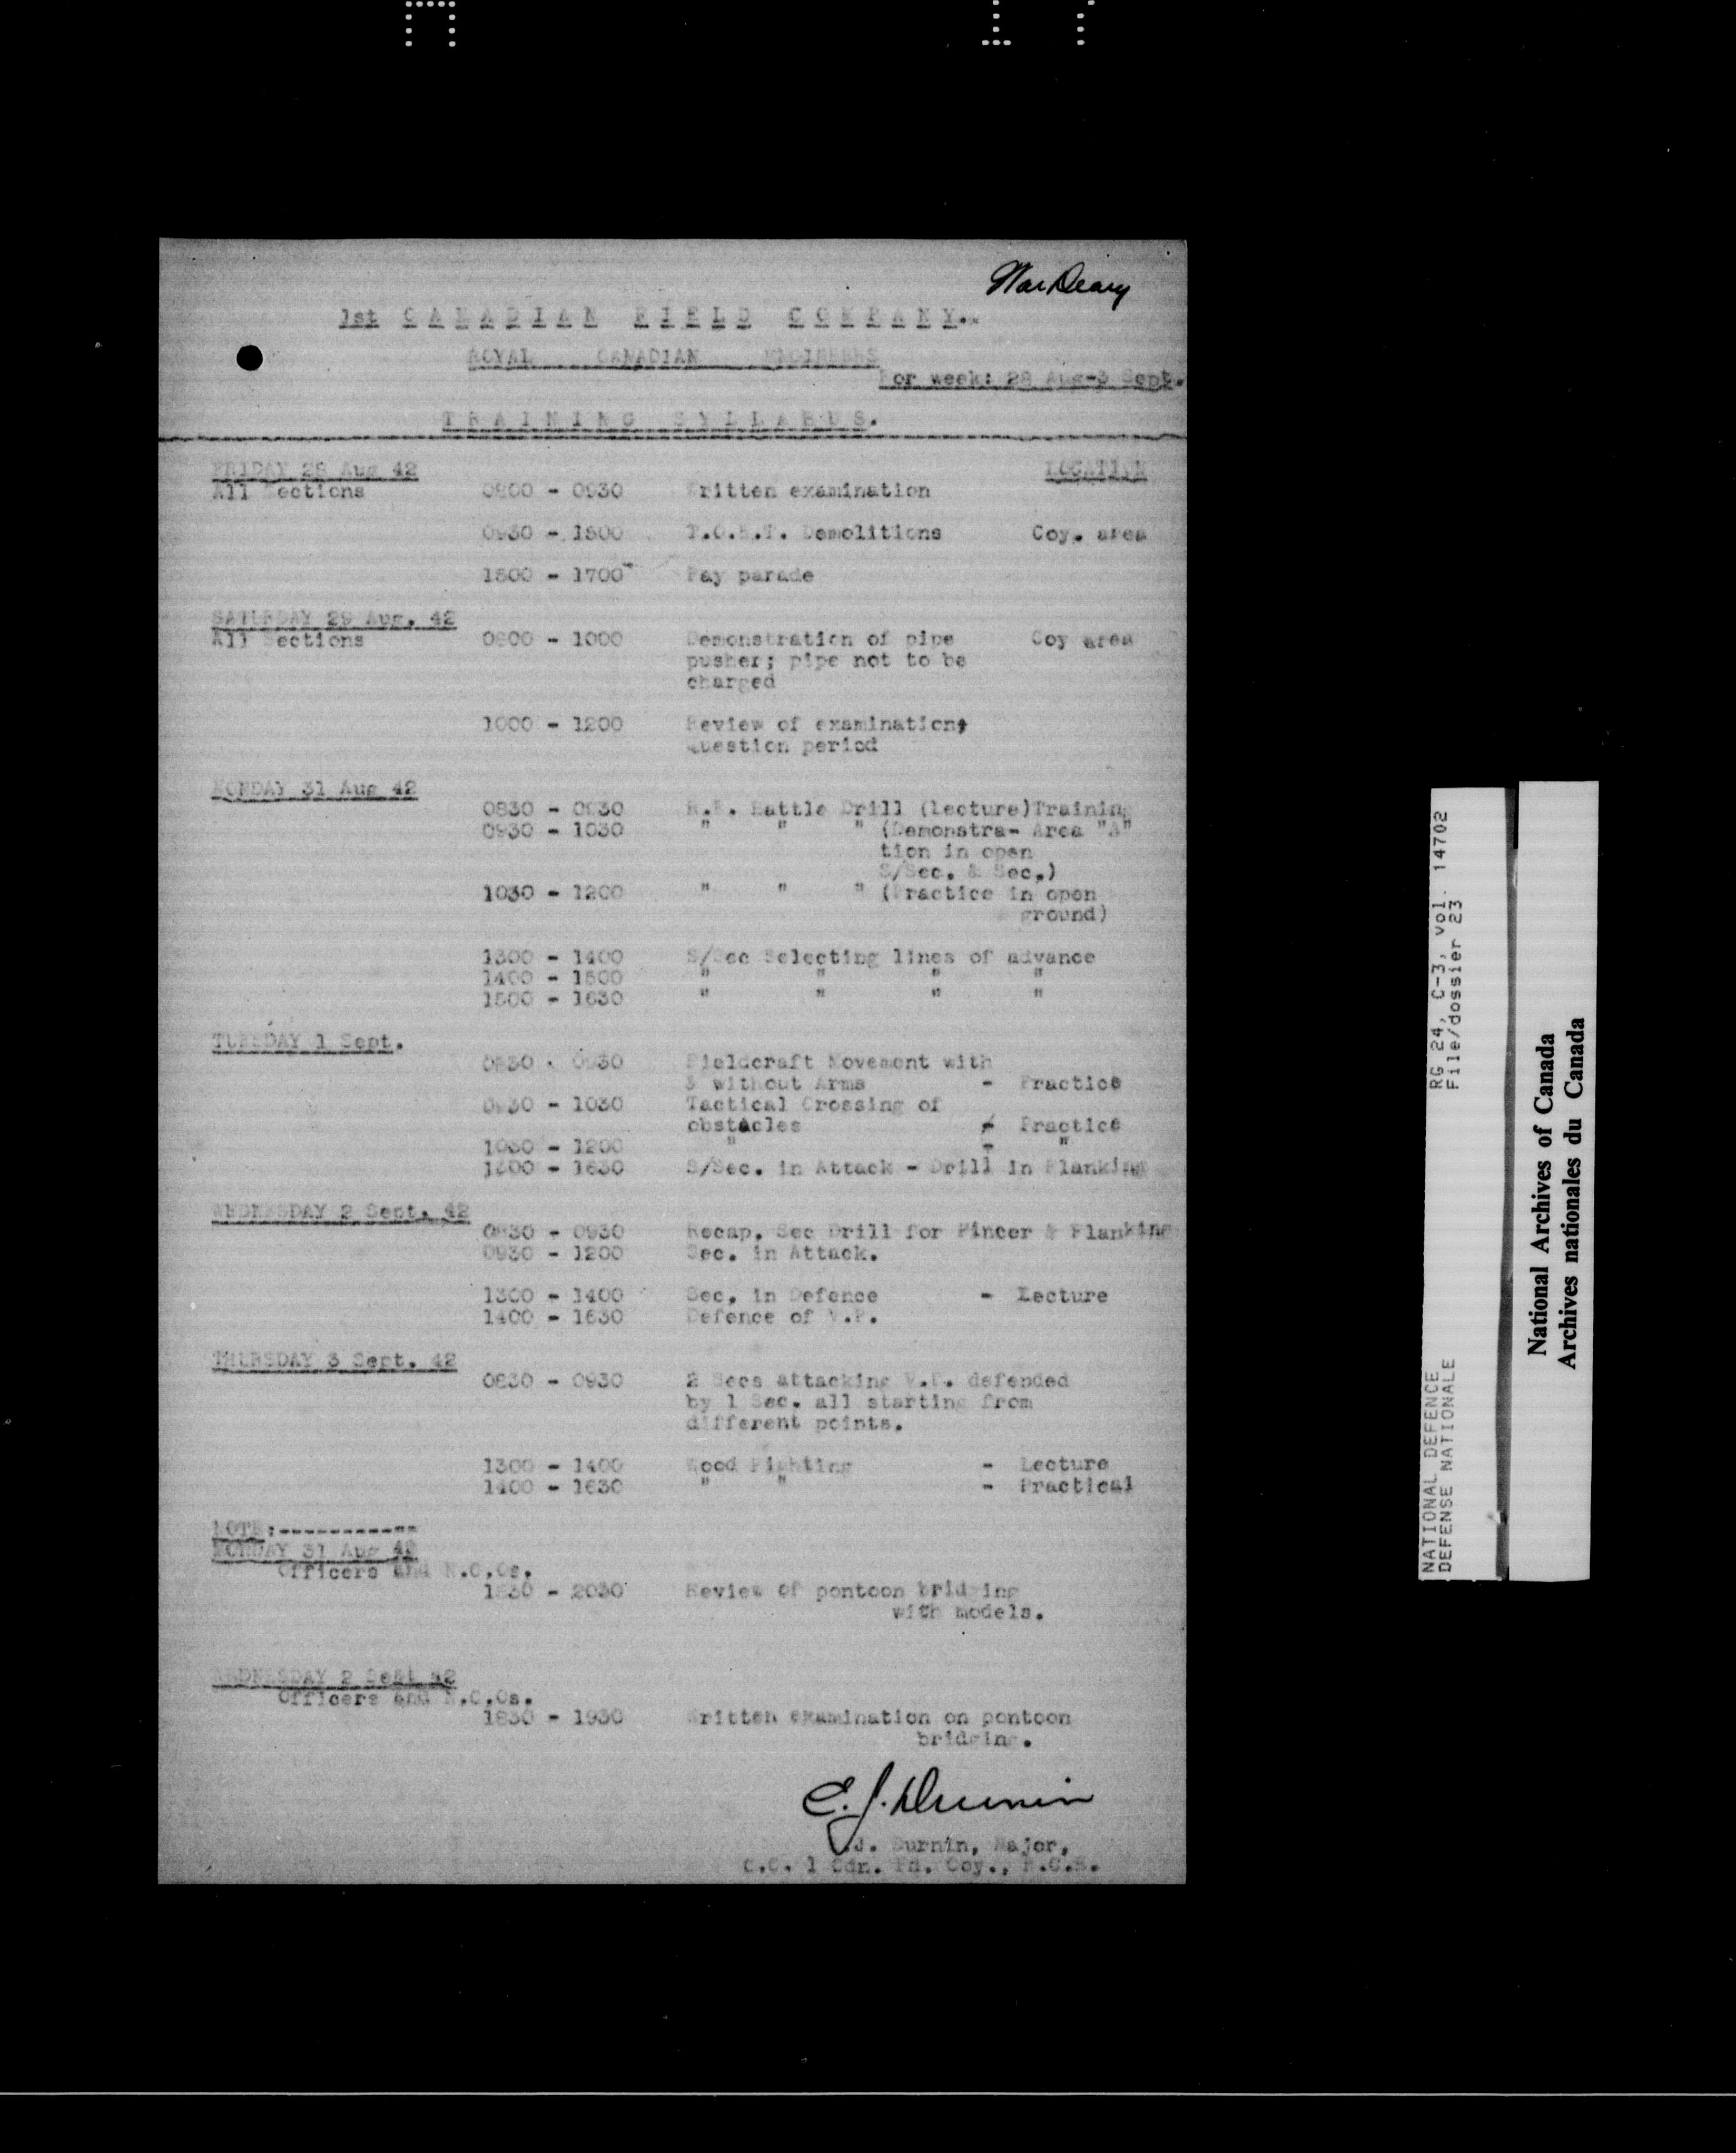 War Diary
1st CANADIAN FIELD COMPANY.
ROYAL CANADIAN ENGINEERS
For week: 28 Aug-3 Sept.
TRAINING SYLLABUS.
FRIDAY 28 Aug 42 LOCATION
All Sections 0800 - 0930 Written examination
0930 - 1500 T.O.E.T. Demolitions Coy. area
1500 - 1700 Pay parade
SATURDAY 29 Aug. 42
All Sections 0800 - 1000 Demonstration of pipe Coy area
pusher; pipe not to be
charged
1000 - 1200 Review of examination;
question period
MONDAY 31 Aug 42
0830 - 0930 Battle Drill (lecture) Training
0930 - 1030 " " " (Demonstra- Area "A"
tion in open
S/Sec. & Sec.)
1030 - 1200 " " " (Practice in open
ground)
1300 - 1400 S/Sec Selecting lines of advance
1400 - 1500 " " " "
1500 - 1630 " " " "
TUESDAY 1 Sept.
0830 - 0930 Fieldcraft Movement with
& without Arms - Practice
0930 - 1030 Tactical Crossing of
obstacles - Practice
1030 - 1200 " - "
1300 - 1630 S/Sec. in Attack - Drill in Flanking
WEDNESDAY 2 Sept. 42
0830 - 0930 Recap. Sec Drill for Pincer & Flanking
0930 - 1200 Sec. in Attack.
1300 - 1400 Sec. in Defence - Lecture
1400 - 1630 Defence of V.P.
THURSDAY 3 Sept. 42
0830 - 0930 2 Secs attacking V.P. defended
by 1 Sec. all starting from
different points.
1300 - 1400 Wood Fighting - Lecture
1400 - 1630 " " - Practical
NOTE:-----------
MONDAY 31 Aug 42
Officers and N.C.Os.
1830 - 2030 Review of pontoon bridging
with models.
WEDNESDAY 2 Sept 42
Officers and N.C.Os.
1830 - 1930 Written examination on pontoon
bridging.
E.J. Durnin
E.J. Durnin, Major,
O.C. 1 Cdn. Fd. Coy., R.C.E.
NATIONAL DEFENCE RG 24, C-3, vol. 14702
DEFENSE NATIONALE File/dossier 23
National Archives of Canada
Archives nationales du Canada